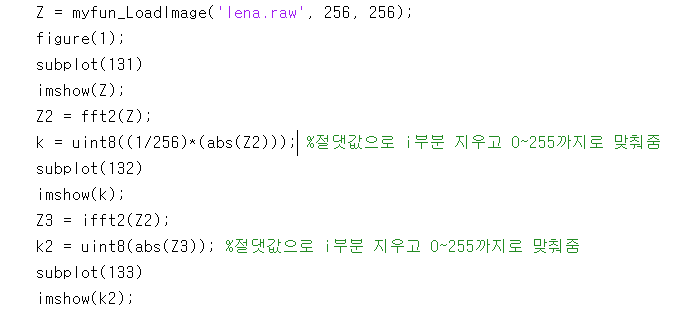 Z = myfun_LoadImage('lena.raw', 256, 256);
figure(1);
subplot(131)
imshow(Z);
Z2 = fft2(Z);
k = uint8((1/256)*(abs(Z2))); %절댓값으로 i부분 지우고 0~255까지로 맞춰줌
subplot(132)
imshow(k);
Z3 = ifft2(Z2);
k2 = uint8(abs(Z3)); %절댓값으로 i부분 지우고 0~255까지로 맞춰줌
subplot(133)
imshow(k2);